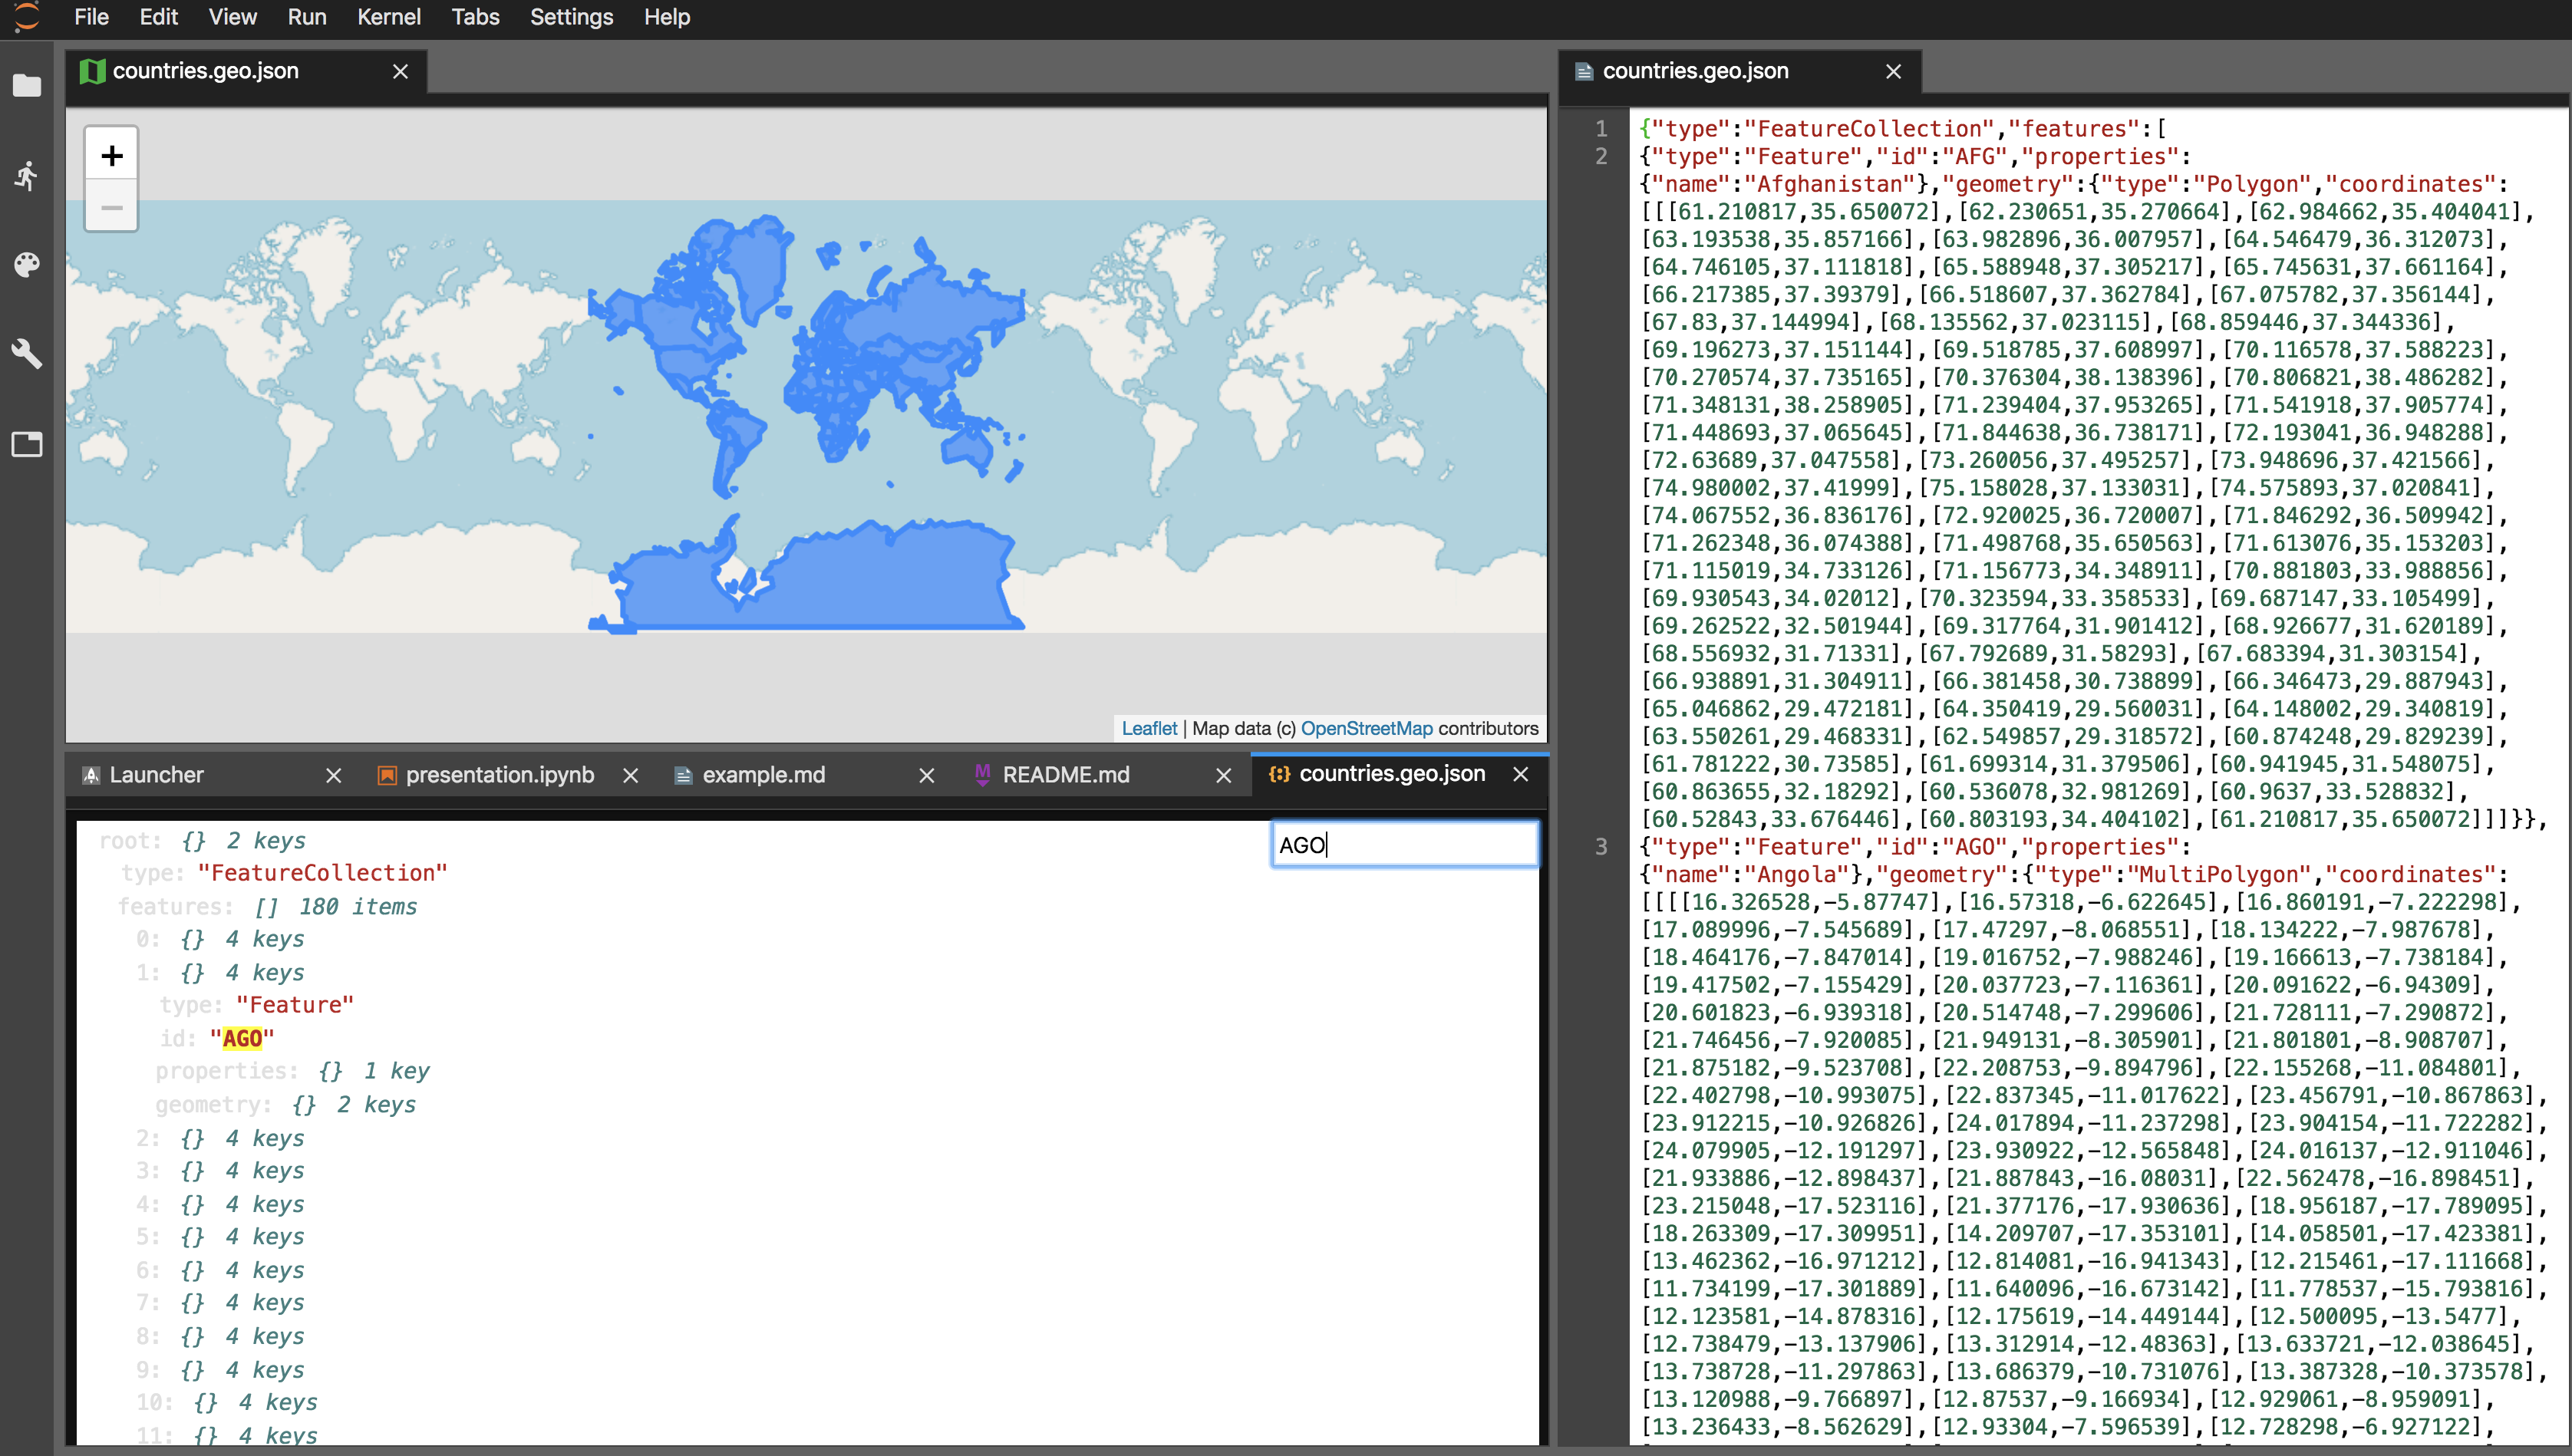 File Edit View Run Kernel Tabs Settings Help
countries.geo.json
+
−
Leaflet | Map data (c) OpenStreetMap contributors
Launcher
presentation.ipynb
example.md
README.md
countries.geo.json
AGO
root: {} 2 keys
type: "FeatureCollection"
features: [] 180 items
0: {} 4 keys
1: {} 4 keys
type: "Feature"
id: "AGO"
properties: {} 1 key
geometry: {} 2 keys
2: {} 4 keys
3: {} 4 keys
4: {} 4 keys
5: {} 4 keys
6: {} 4 keys
7: {} 4 keys
8: {} 4 keys
9: {} 4 keys
10: {} 4 keys
11: {} 4 keys
countries.geo.json
1 {"type":"FeatureCollection","features":[
2 {"type":"Feature","id":"AFG","properties":
{"name":"Afghanistan"},"geometry":{"type":"Polygon","coordinates":
[[[61.210817,35.650072],[62.230651,35.270664],[62.984662,35.404041],
[63.193538,35.857166],[63.982896,36.007957],[64.546479,36.312073],
[64.746105,37.111818],[65.588948,37.305217],[65.745631,37.661164],
[66.217385,37.39379],[66.518607,37.362784],[67.075782,37.356144],
[67.83,37.144994],[68.135562,37.023115],[68.859446,37.344336],
[69.196273,37.151144],[69.518785,37.608997],[70.116578,37.588223],
[70.270574,37.735165],[70.376304,38.138396],[70.806821,38.486282],
[71.348131,38.258905],[71.239404,37.953265],[71.541918,37.905774],
[71.448693,37.065645],[71.844638,36.738171],[72.193041,36.948288],
[72.63689,37.047558],[73.260056,37.495257],[73.948696,37.421566],
[74.980002,37.41999],[75.158028,37.133031],[74.575893,37.020841],
[74.067552,36.836176],[72.920025,36.720007],[71.846292,36.509942],
[71.262348,36.074388],[71.498768,35.650563],[71.613076,35.153203],
[71.115019,34.733126],[71.156773,34.348911],[70.881803,33.988856],
[69.930543,34.02012],[70.323594,33.358533],[69.687147,33.105499],
[69.262522,32.501944],[69.317764,31.901412],[68.926677,31.620189],
[68.556932,31.71331],[67.792689,31.58293],[67.683394,31.303154],
[66.938891,31.304911],[66.381458,30.738899],[66.346473,29.887943],
[65.046862,29.472181],[64.350419,29.560031],[64.148002,29.340819],
[63.550261,29.468331],[62.549857,29.318572],[60.874248,29.829239],
[61.781222,30.73585],[61.699314,31.379506],[60.941945,31.548075],
[60.863655,32.18292],[60.536078,32.981269],[60.9637,33.528832],
[60.52843,33.676446],[60.803193,34.404102],[61.210817,35.650072]]]}},
3 {"type":"Feature","id":"AGO","properties":
{"name":"Angola"},"geometry":{"type":"MultiPolygon","coordinates":
[[[[16.326528,-5.87747],[16.57318,-6.622645],[16.860191,-7.222298],
[17.089996,-7.545689],[17.47297,-8.068551],[18.134222,-7.987678],
[18.464176,-7.847014],[19.016752,-7.988246],[19.166613,-7.738184],
[19.417502,-7.155429],[20.037723,-7.116361],[20.091622,-6.94309],
[20.601823,-6.939318],[20.514748,-7.299606],[21.728111,-7.290872],
[21.746456,-7.920085],[21.949131,-8.305901],[21.801801,-8.908707],
[21.875182,-9.523708],[22.208753,-9.894796],[22.155268,-11.084801],
[22.402798,-10.993075],[22.837345,-11.017622],[23.456791,-10.867863],
[23.912215,-10.926826],[24.017894,-11.237298],[23.904154,-11.722282],
[24.079905,-12.191297],[23.930922,-12.565848],[24.016137,-12.911046],
[21.933886,-12.898437],[21.887843,-16.08031],[22.562478,-16.898451],
[23.215048,-17.523116],[21.377176,-17.930636],[18.956187,-17.789095],
[18.263309,-17.309951],[14.209707,-17.353101],[14.058501,-17.423381],
[13.462362,-16.971212],[12.814081,-16.941343],[12.215461,-17.111668],
[11.734199,-17.301889],[11.640096,-16.673142],[11.778537,-15.793816],
[12.123581,-14.878316],[12.175619,-14.449144],[12.500095,-13.5477],
[12.738479,-13.137906],[13.312914,-12.48363],[13.633721,-12.038645],
[13.738728,-11.297863],[13.686379,-10.731076],[13.387328,-10.373578],
[13.120988,-9.766897],[12.87537,-9.166934],[12.929061,-8.959091],
[13.236433,-8.562629],[12.93304,-7.596539],[12.728298,-6.927122],